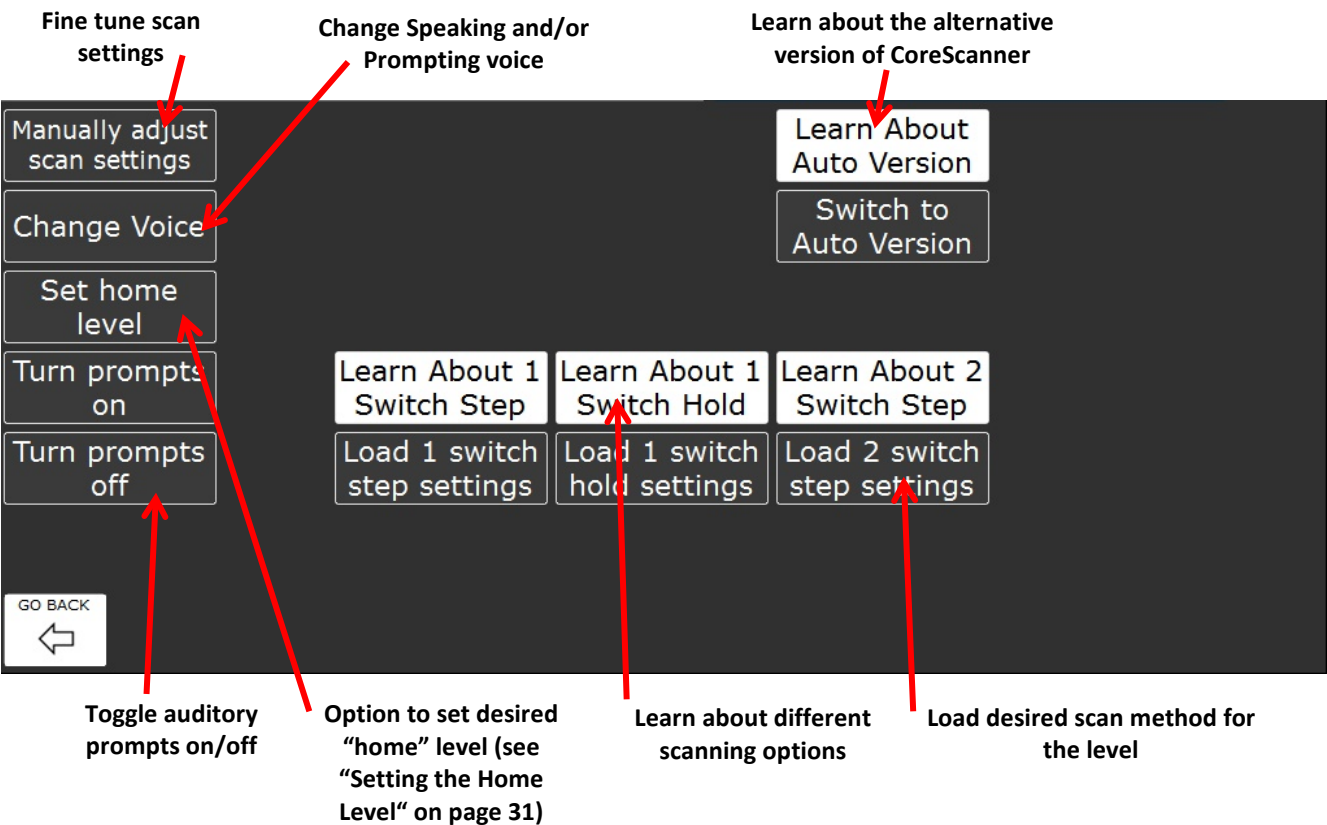 Fine tune scan
settings
Change Speaking and/or
Prompting voice
Learn about the alternative
version of CoreScanner
Manually adjust
scan settings
Learn About
Auto Version
Change Voice
Switch to
Auto Version
Set home
level
Turn prompts
on
Learn About 1
Switch Step
Learn About 1
Switch Hold
Learn About 2
Switch Step
Turn prompts
off
Load 1 switch
step settings
Load 1 switch
hold settings
Load 2 switch
step settings
GO BACK
Toggle auditory
prompts on/off
Option to set desired
“home” level (see
“Setting the Home
Level“ on page 31)
Learn about different
scanning options
Load desired scan method for
the level